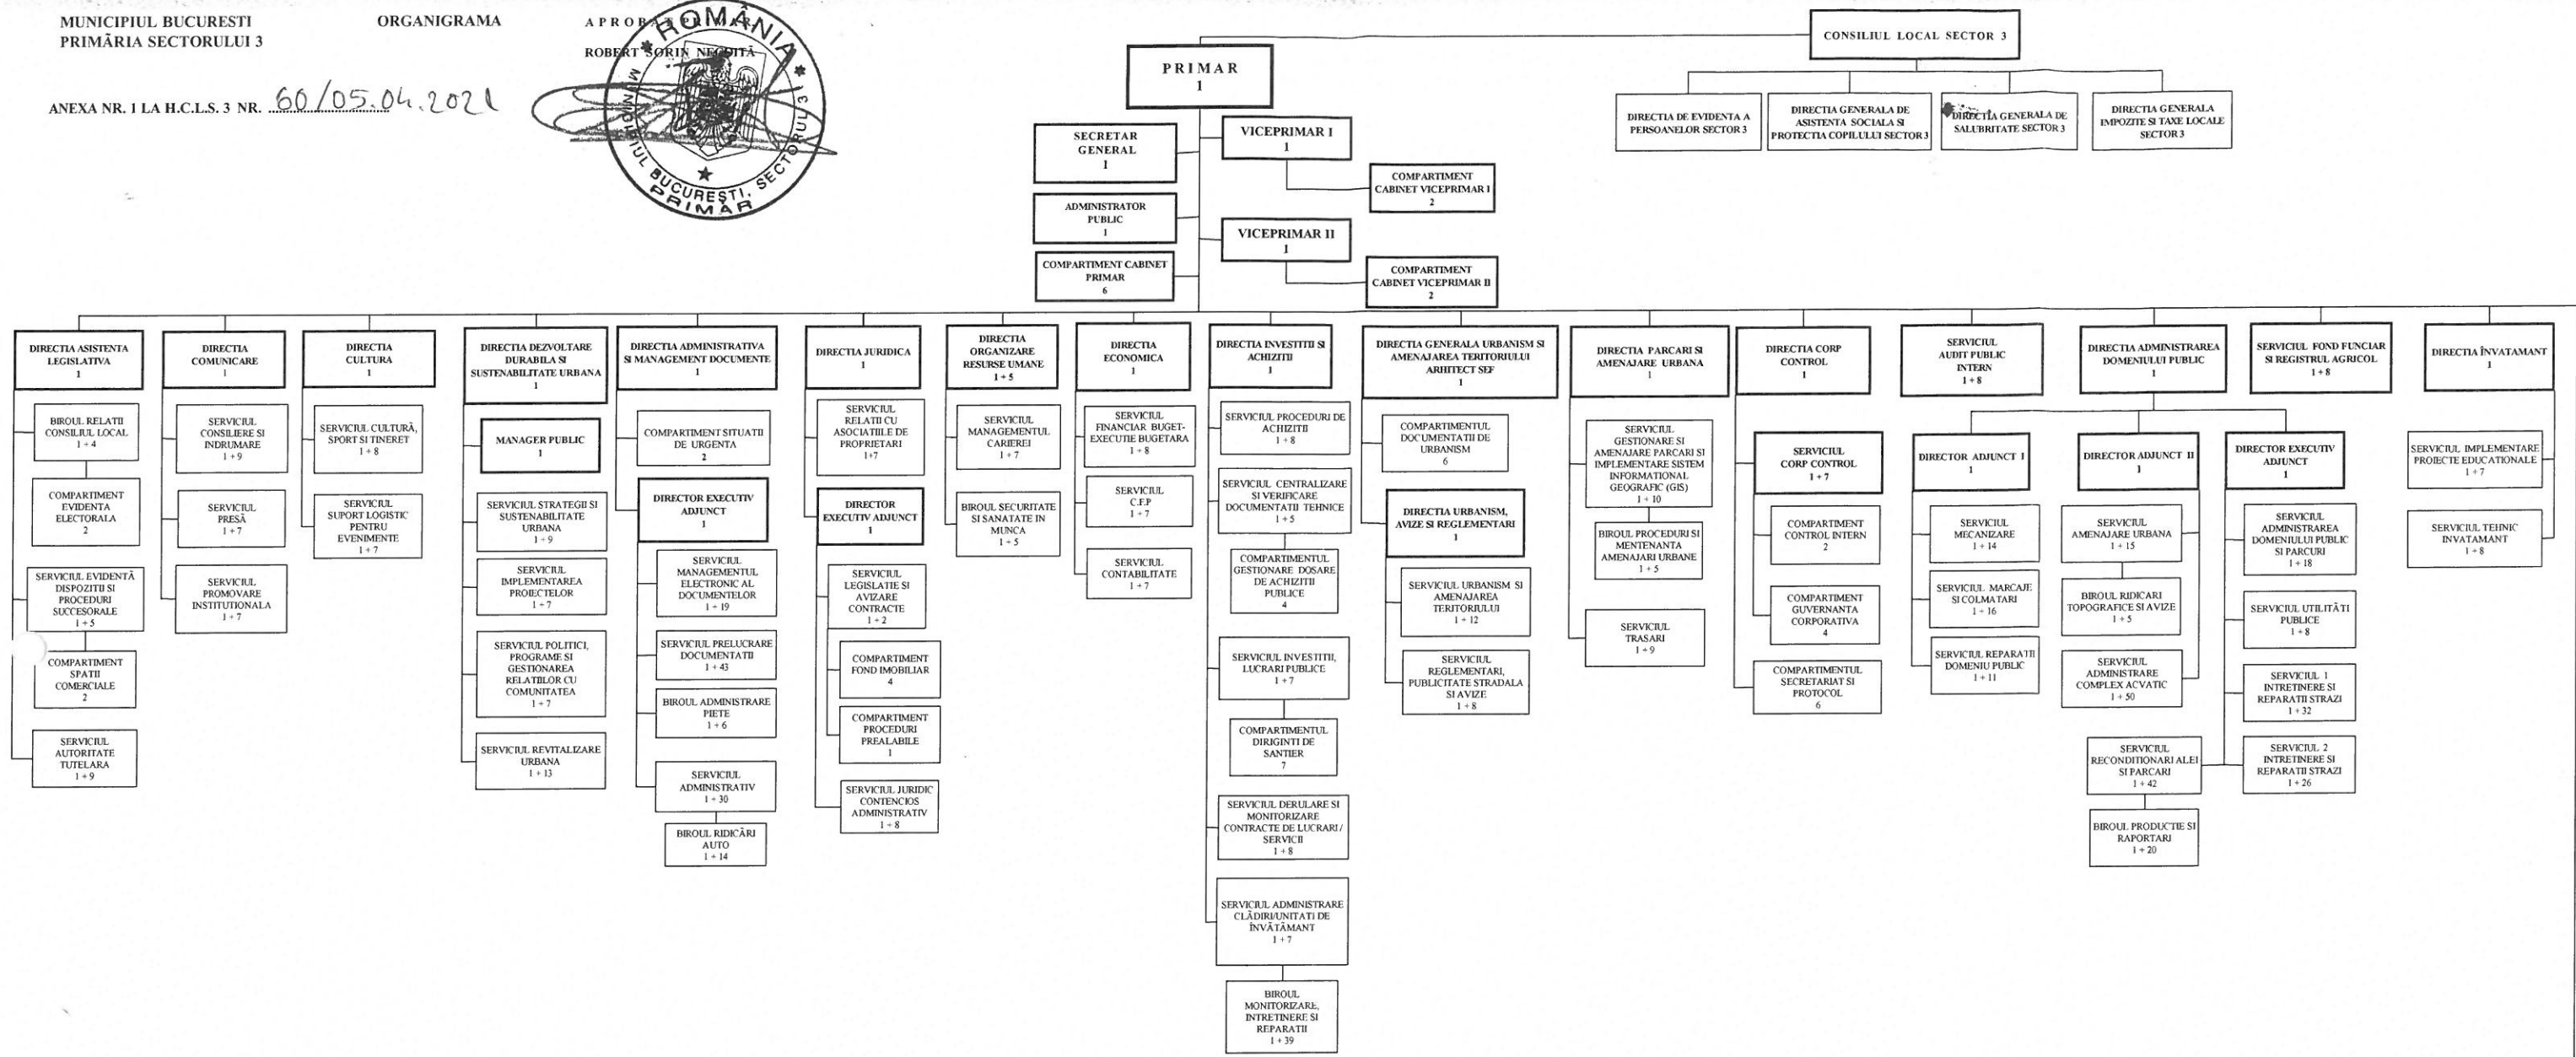 MUNICIPIUL BUCURESTI
PRIMĂRIA SECTORULUI 3
ORGANIGRAMA
APROBAT PRIMAR
ROBERT SORIN NEGOIȚĂ
ROMÂNIA
MUNICIPIUL BUCUREȘTI, SECTORUL 3
PRIMAR
ANEXA NR. 1 LA H.C.L.S. 3 NR. 60/05.04.2021
CONSILIUL LOCAL SECTOR 3
DIRECTIA DE EVIDENTA A
PERSOANELOR SECTOR 3
DIRECTIA GENERALA DE
ASISTENTA SOCIALA SI
PROTECTIA COPILULUI SECTOR 3
DIRECȚIA GENERALA DE
SALUBRITATE SECTOR 3
DIRECTIA GENERALA
IMPOZITE SI TAXE LOCALE
SECTOR 3
PRIMAR
1
SECRETAR
GENERAL
1
VICEPRIMAR I
1
COMPARTIMENT
CABINET VICEPRIMAR I
2
ADMINISTRATOR
PUBLIC
1
VICEPRIMAR II
1
COMPARTIMENT CABINET
PRIMAR
6
COMPARTIMENT
CABINET VICEPRIMAR II
2
DIRECTIA ASISTENTA
LEGISLATIVA
1
BIROUL RELATII
CONSILIUL LOCAL
1 + 4
COMPARTIMENT
EVIDENTA
ELECTORALA
2
SERVICIUL EVIDENTĂ
DISPOZITII SI
PROCEDURI
SUCCESORALE
1 + 5
COMPARTIMENT
SPATII
COMERCIALE
2
SERVICIUL
AUTORITATE
TUTELARA
1 + 9
DIRECTIA
COMUNICARE
1
SERVICIUL
CONSILIERE SI
INDRUMARE
1 + 9
SERVICIUL
PRESĂ
1 + 7
SERVICIUL
PROMOVARE
INSTITUTIONALA
1 + 7
DIRECTIA
CULTURA
1
SERVICIUL CULTURĂ,
SPORT SI TINERET
1 + 8
SERVICIUL
SUPORT LOGISTIC
PENTRU
EVENIMENTE
1 + 7
DIRECTIA DEZVOLTARE
DURABILA SI
SUSTENABILITATE URBANA
1
MANAGER PUBLIC
1
SERVICIUL STRATEGII SI
SUSTENABILITATE
URBANA
1 + 9
SERVICIUL
IMPLEMENTAREA
PROIECTELOR
1 + 7
SERVICIUL POLITICI,
PROGRAME SI
GESTIONAREA
RELATIILOR CU
COMUNITATEA
1 + 7
SERVICIUL REVITALIZARE
URBANA
1 + 13
DIRECTIA ADMINISTRATIVA
SI MANAGEMENT DOCUMENTE
1
COMPARTIMENT SITUATII
DE URGENTA
2
DIRECTOR EXECUTIV
ADJUNCT
1
SERVICIUL
MANAGEMENTUL
ELECTRONIC AL
DOCUMENTELOR
1 + 19
SERVICIUL PRELUCRARE
DOCUMENTATII
1 + 43
BIROUL ADMINISTRARE
PIETE
1 + 6
SERVICIUL
ADMINISTRATIV
1 + 30
BIROUL RIDICĂRI
AUTO
1 + 14
DIRECTIA JURIDICA
1
SERVICIUL
RELATII CU
ASOCIATIILE DE
PROPRIETARI
1+7
DIRECTOR
EXECUTIV ADJUNCT
1
SERVICIUL
LEGISLATIE SI
AVIZARE
CONTRACTE
1 + 2
COMPARTIMENT
FOND IMOBILIAR
4
COMPARTIMENT
PROCEDURI
PREALABILE
1
SERVICIUL JURIDIC
CONTENCIOS
ADMINISTRATIV
1 + 8
DIRECTIA
ORGANIZARE
RESURSE UMANE
1 + 5
SERVICIUL
MANAGEMENTUL
CARIEREI
1 + 7
BIROUL SECURITATE
SI SANATATE IN
MUNCA
1 + 5
DIRECTIA
ECONOMICA
1
SERVICIUL
FINANCIAR BUGET-
EXECUTIE BUGETARA
1 + 8
SERVICIUL
C.F.P
1 + 7
SERVICIUL
CONTABILITATE
1 + 7
DIRECTIA INVESTITII SI
ACHIZITII
1
SERVICIUL PROCEDURI DE
ACHIZITII
1 + 8
SERVICIUL CENTRALIZARE
SI VERIFICARE
DOCUMENTATII TEHNICE
1 + 5
COMPARTIMENTUL
GESTIONARE DOSARE
DE ACHIZITII
PUBLICE
4
SERVICIUL INVESTITII,
LUCRARI PUBLICE
1 + 7
COMPARTIMENTUL
DIRIGINTI DE
SANTIER
7
SERVICIUL DERULARE SI
MONITORIZARE
CONTRACTE DE LUCRARI /
SERVICII
1 + 8
SERVICIUL ADMINISTRARE
CLĂDIRI/UNITATI DE
ÎNVĂTĂMANT
1 + 7
BIROUL
MONITORIZARE,
INTRETINERE SI
REPARATII
1 + 39
DIRECTIA GENERALA URBANISM SI
AMENAJAREA TERITORIULUI
ARHITECT SEF
1
COMPARTIMENTUL
DOCUMENTATII DE
URBANISM
6
DIRECTIA URBANISM,
AVIZE SI REGLEMENTARI
1
SERVICIUL URBANISM SI
AMENAJAREA
TERITORIULUI
1 + 12
SERVICIUL
REGLEMENTARI,
PUBLICITATE STRADALA
SI AVIZE
1 + 8
DIRECTIA PARCARI SI
AMENAJARE URBANA
1
SERVICIUL
GESTIONARE SI
AMENAJARE PARCARI SI
IMPLEMENTARE SISTEM
INFORMATIONAL
GEOGRAFIC (GIS)
1 + 10
BIROUL PROCEDURI SI
MENTENANTA
AMENAJARI URBANE
1 + 5
SERVICIUL
TRASARI
1 + 9
DIRECTIA CORP
CONTROL
1
SERVICIUL
CORP CONTROL
1 + 7
COMPARTIMENT
CONTROL INTERN
2
COMPARTIMENT
GUVERNANTA
CORPORATIVA
4
COMPARTIMENTUL
SECRETARIAT SI
PROTOCOL
6
SERVICIUL
AUDIT PUBLIC
INTERN
1 + 8
DIRECTIA ADMINISTRAREA
DOMENIULUI PUBLIC
1
DIRECTOR ADJUNCT I
1
SERVICIUL
MECANIZARE
1 + 14
SERVICIUL MARCAJE
SI COLMATARI
1 + 16
SERVICIUL REPARATII
DOMENIU PUBLIC
1 + 11
DIRECTOR ADJUNCT II
1
SERVICIUL
AMENAJARE URBANA
1 + 15
BIROUL RIDICARI
TOPOGRAFICE SI AVIZE
1 + 5
SERVICIUL
ADMINISTRARE
COMPLEX ACVATIC
1 + 50
SERVICIUL
RECONDITIONARI ALEI
SI PARCARI
1 + 42
BIROUL PRODUCTIE SI
RAPORTARI
1 + 20
DIRECTOR EXECUTIV
ADJUNCT
1
SERVICIUL
ADMINISTRAREA
DOMENIULUI PUBLIC
SI PARCURI
1 + 18
SERVICIUL UTILITĂTI
PUBLICE
1 + 8
SERVICIUL 1
INTRETINERE SI
REPARATII STRAZI
1 + 32
SERVICIUL 2
INTRETINERE SI
REPARATII STRAZI
1 + 26
SERVICIUL FOND FUNCIAR
SI REGISTRUL AGRICOL
1 + 8
DIRECTIA ÎNVATAMANT
1
SERVICIUL IMPLEMENTARE
PROIECTE EDUCATIONALE
1 + 7
SERVICIUL TEHNIC
INVATAMANT
1 + 8